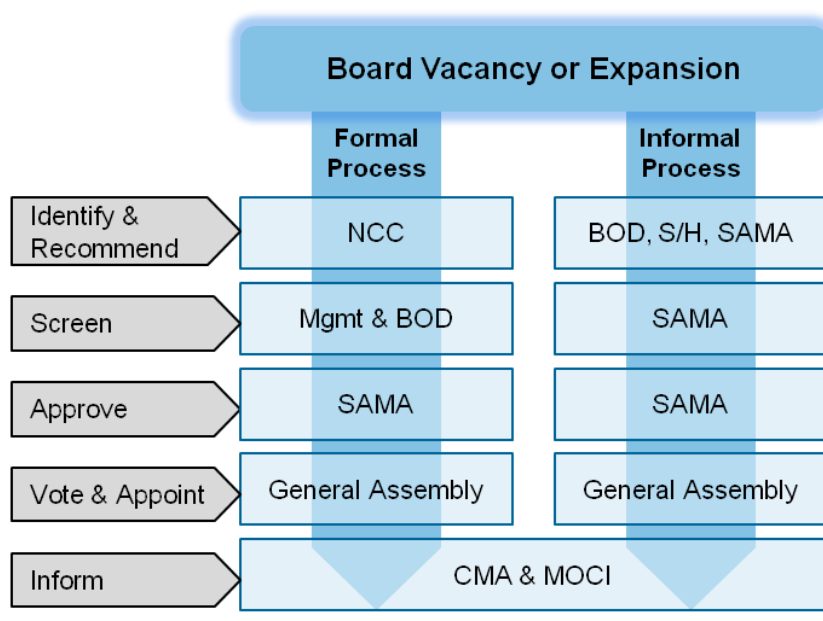 Board Vacancy or Expansion
Formal
Process
Informal
Process
Identify &
Recommend
NCC
BOD, S/H, SAMA
Screen
Mgmt & BOD
SAMA
Approve
SAMA
SAMA
Vote & Appoint
General Assembly
General Assembly
Inform
CMA & MOCI